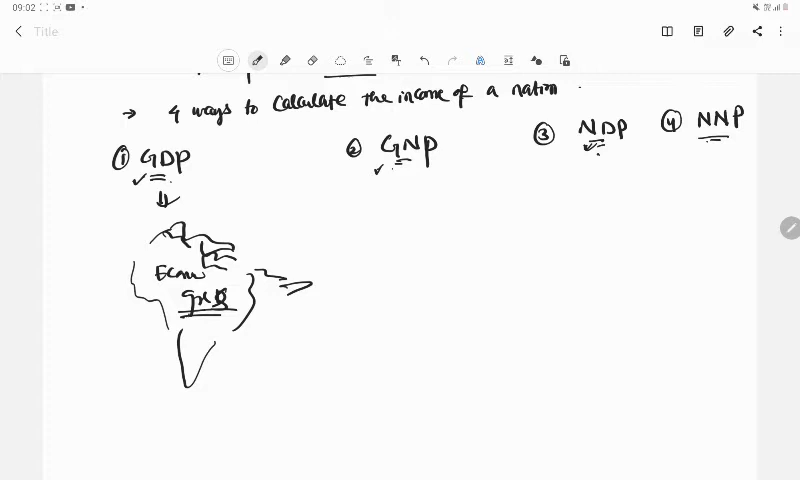 09:02
Title
→ 4 ways to calculate the income of a nation.
① GDP ② GNP ③ NDP ④ NNP